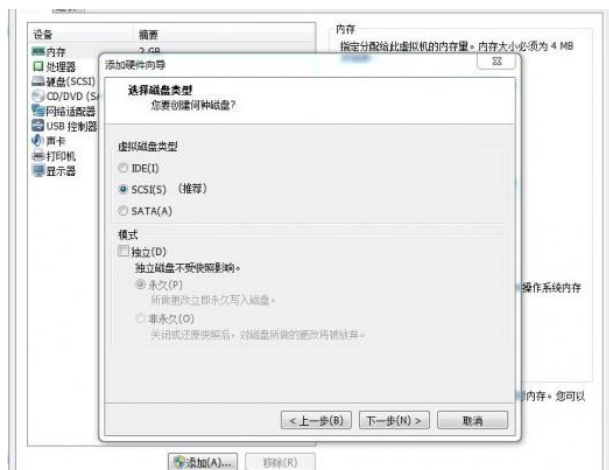 设备
摘要
内存
2 GB
处理器
硬盘(SCSI)
CD/DVD (SA
网络适配器
USB 控制器
声卡
打印机
显示器
内存
指定分配给此虚拟机的内存量。内存大小必须为 4 MB
添加硬件向导
选择磁盘类型
您要创建何种磁盘?
虚拟磁盘类型
IDE(I)
SCSI(S) (推荐)
SATA(A)
模式
独立(D)
独立磁盘不受快照影响。
永久(P)
所做更改立即永久写入磁盘。
非永久(O)
关闭或还原快照后，对磁盘所做的更改将被放弃。
操作系统内存
内存。您可以
< 上一步(B)
下一步(N) >
取消
添加(A)...
移除(R)